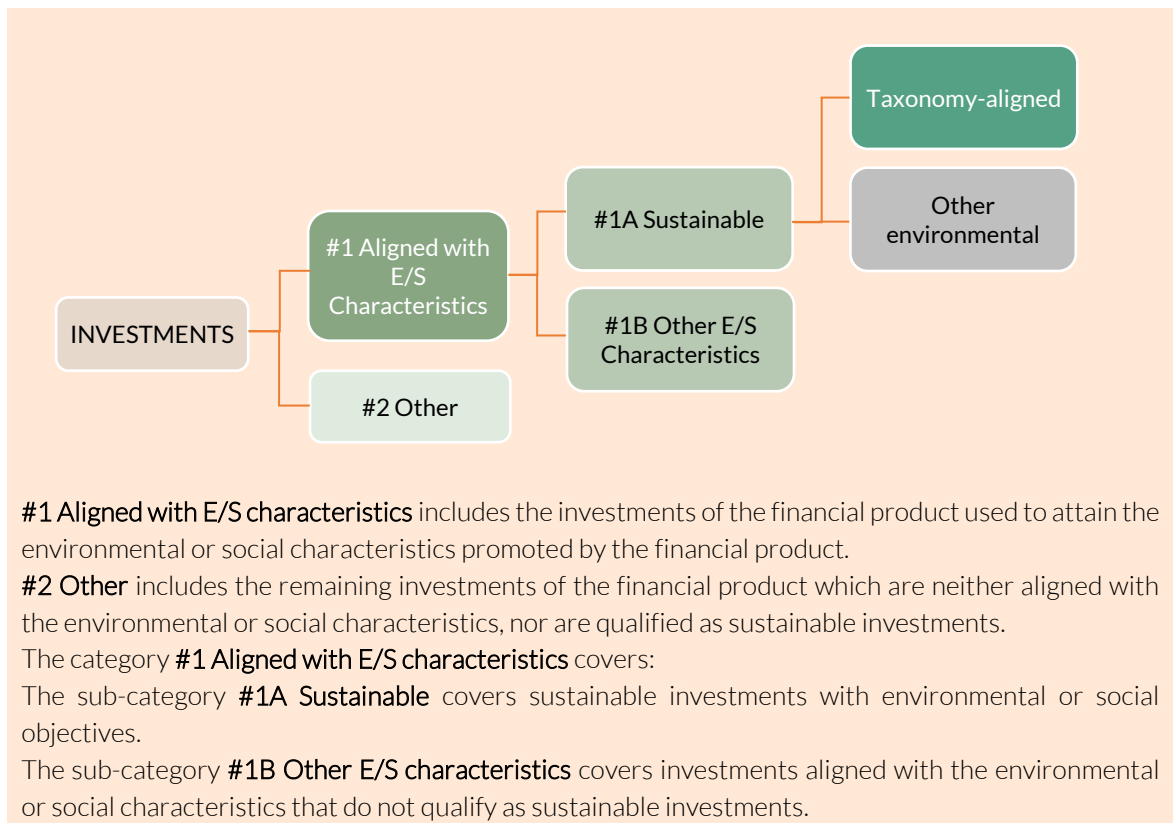 Taxonomy-aligned
Other
environmental
#1A Sustainable
#1 Aligned with
E/S
Characteristics
#1B Other E/S
Characteristics
INVESTMENTS
#2 Other
#1 Aligned with E/S characteristics includes the investments of the financial product used to attain the
environmental or social characteristics promoted by the financial product.
#2 Other includes the remaining investments of the financial product which are neither aligned with
the environmental or social characteristics, nor are qualified as sustainable investments.
The category #1 Aligned with E/S characteristics covers:
The sub-category #1A Sustainable covers sustainable investments with environmental or social
objectives.
The sub-category #1B Other E/S characteristics covers investments aligned with the environmental
or social characteristics that do not qualify as sustainable investments.